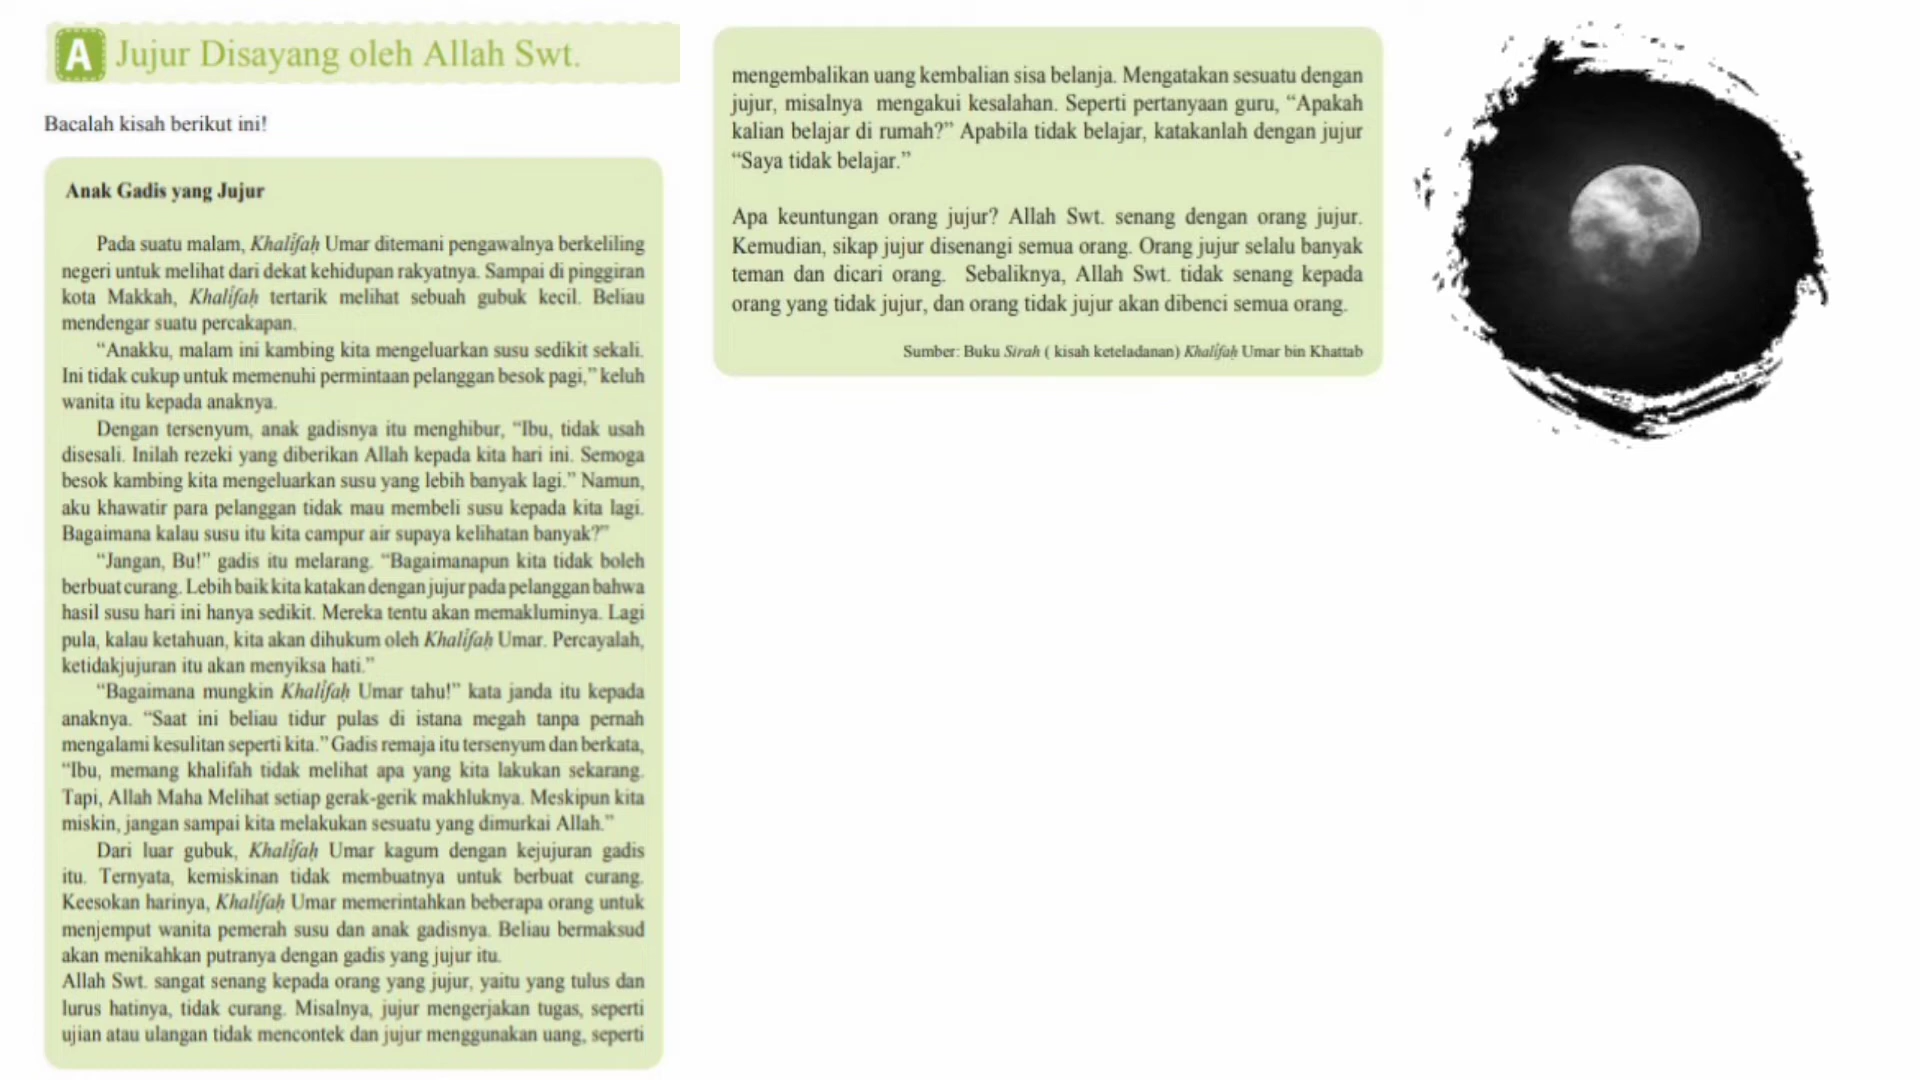 A Jujur Disayang oleh Allah Swt.
Bacalah kisah berikut ini!
Anak Gadis yang Jujur
Pada suatu malam, Khalifaḥ Umar ditemani pengawalnya berkeliling
negeri untuk melihat dari dekat kehidupan rakyatnya. Sampai di pinggiran
kota Makkah, Khalifaḥ tertarik melihat sebuah gubuk kecil. Beliau
mendengar suatu percakapan.
“Anakku, malam ini kambing kita mengeluarkan susu sedikit sekali.
Ini tidak cukup untuk memenuhi permintaan pelanggan besok pagi,” keluh
wanita itu kepada anaknya.
Dengan tersenyum, anak gadisnya itu menghibur, “Ibu, tidak usah
disesali. Inilah rezeki yang diberikan Allah kepada kita hari ini. Semoga
besok kambing kita mengeluarkan susu yang lebih banyak lagi.” Namun,
aku khawatir para pelanggan tidak mau membeli susu kepada kita lagi.
Bagaimana kalau susu itu kita campur air supaya kelihatan banyak?”
“Jangan, Bu!” gadis itu melarang. “Bagaimanapun kita tidak boleh
berbuat curang. Lebih baik kita katakan dengan jujur pada pelanggan bahwa
hasil susu hari ini hanya sedikit. Mereka tentu akan memakluminya. Lagi
pula, kalau ketahuan, kita akan dihukum oleh Khalifaḥ Umar. Percayalah,
ketidakjujuran itu akan menyiksa hati.”
“Bagaimana mungkin Khalifaḥ Umar tahu!” kata janda itu kepada
anaknya. “Saat ini beliau tidur pulas di istana megah tanpa pernah
mengalami kesulitan seperti kita.” Gadis remaja itu tersenyum dan berkata,
“Ibu, memang khalifah tidak melihat apa yang kita lakukan sekarang.
Tapi, Allah Maha Melihat setiap gerak-gerik makhluknya. Meskipun kita
miskin, jangan sampai kita melakukan sesuatu yang dimurkai Allah.”
Dari luar gubuk, Khalifaḥ Umar kagum dengan kejujuran gadis
itu. Ternyata, kemiskinan tidak membuatnya untuk berbuat curang.
Keesokan harinya, Khalifaḥ Umar memerintahkan beberapa orang untuk
menjemput wanita pemerah susu dan anak gadisnya. Beliau bermaksud
akan menikahkan putranya dengan gadis yang jujur itu.
Allah Swt. sangat senang kepada orang yang jujur, yaitu yang tulus dan
lurus hatinya, tidak curang. Misalnya, jujur mengerjakan tugas, seperti
ujian atau ulangan tidak mencontek dan jujur menggunakan uang, seperti
mengembalikan uang kembalian sisa belanja. Mengatakan sesuatu dengan
jujur, misalnya mengakui kesalahan. Seperti pertanyaan guru, “Apakah
kalian belajar di rumah?” Apabila tidak belajar, katakanlah dengan jujur
“Saya tidak belajar.”
Apa keuntungan orang jujur? Allah Swt. senang dengan orang jujur.
Kemudian, sikap jujur disenangi semua orang. Orang jujur selalu banyak
teman dan dicari orang. Sebaliknya, Allah Swt. tidak senang kepada
orang yang tidak jujur, dan orang tidak jujur akan dibenci semua orang.
Sumber: Buku Sirah ( kisah keteladanan) Khalifaḥ Umar bin Khattab